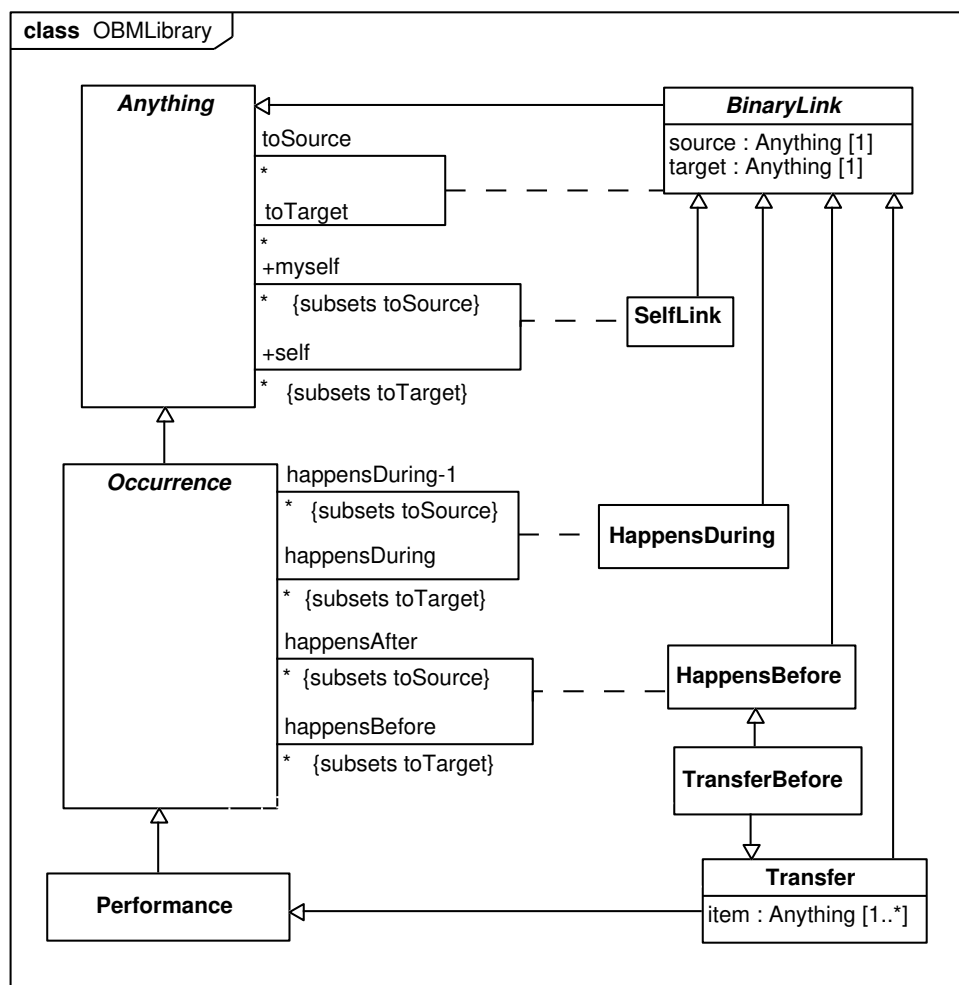 class OBMLibrary
Anything
BinaryLink
source : Anything [1]
target : Anything [1]
toSource
*
toTarget
*
+myself
* {subsets toSource}
SelfLink
+self
* {subsets toTarget}
Occurrence
happensDuring-1
* {subsets toSource}
HappensDuring
happensDuring
* {subsets toTarget}
happensAfter
* {subsets toSource}
HappensBefore
happensBefore
* {subsets toTarget}
TransferBefore
Transfer
item : Anything [1..*]
Performance